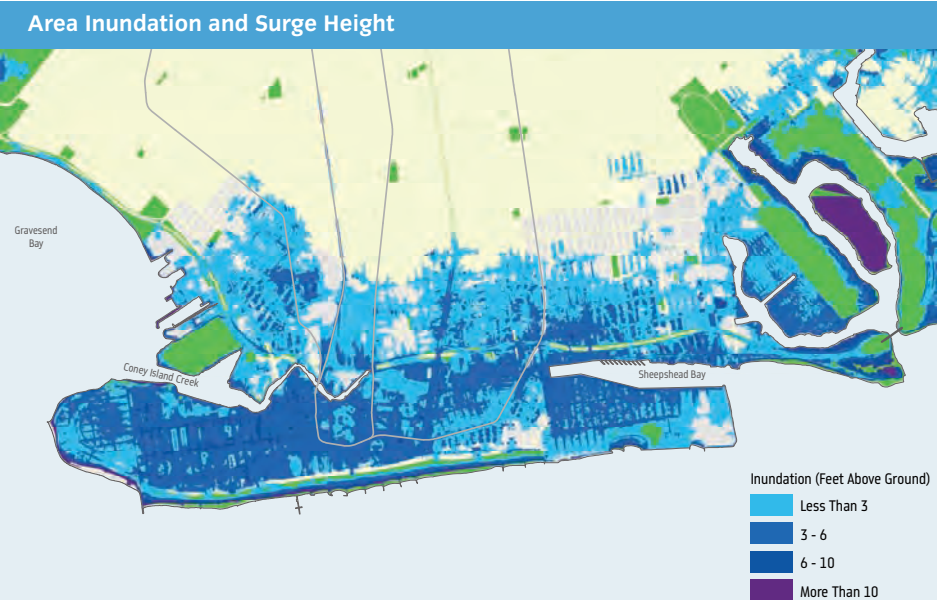 Area Inundation and Surge Height
Gravesend
Bay
Coney Island Creek
Sheepshead Bay
Inundation (Feet Above Ground)
Less Than 3
3 - 6
6 - 10
More Than 10